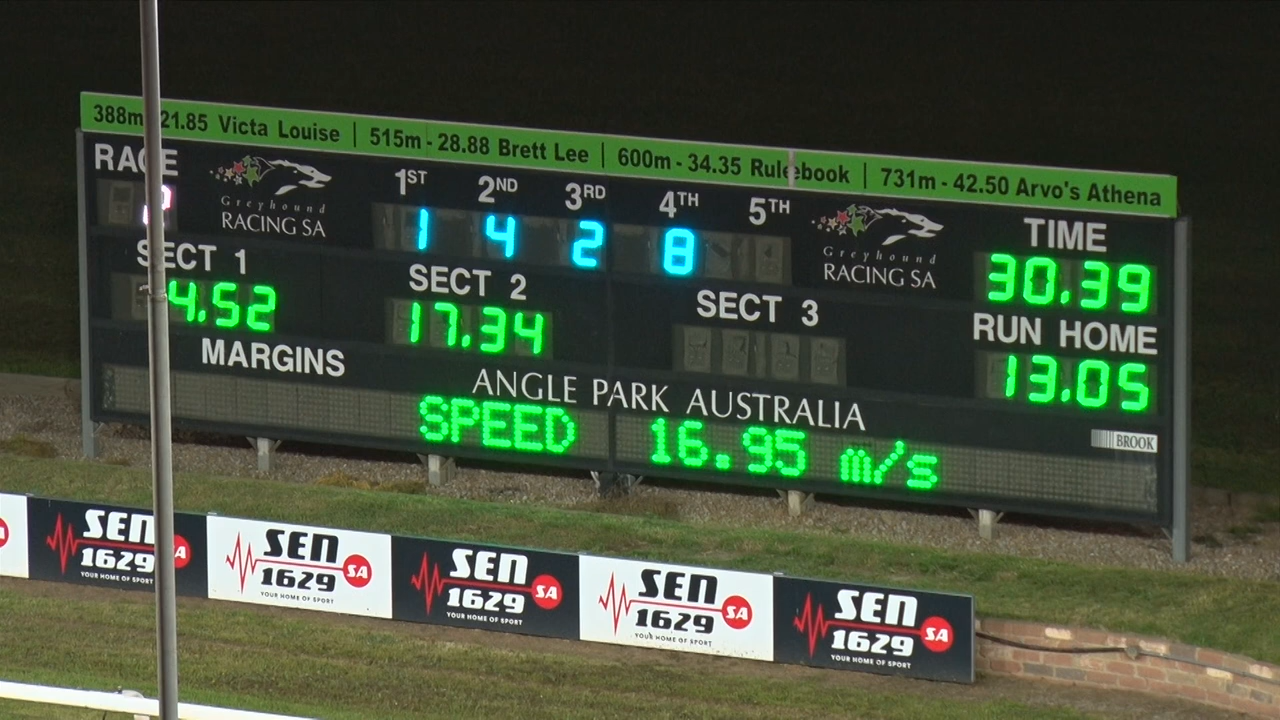 388m 21.85 Victa Louise | 515m - 28.88 Brett Lee | 600m - 34.35 Rulebook | 731m - 42.50 Arvo's Athena
RACE
Greyhound
RACING SA
1ST 2ND 3RD 4TH 5TH
1 4 2 8
Greyhound
RACING SA
TIME
30.39
SECT 1
4.52
SECT 2
17.34
SECT 3
RUN HOME
13.05
MARGINS
ANGLE PARK AUSTRALIA
SPEED 16.95 m/s
BROOK
SEN
1629 SA
YOUR HOME OF SPORT
SEN
1629 SA
YOUR HOME OF SPORT
SEN
1629 SA
YOUR HOME OF SPORT
SEN
1629 SA
YOUR HOME OF SPORT
SEN
1629 SA
YOUR HOME OF SPORT